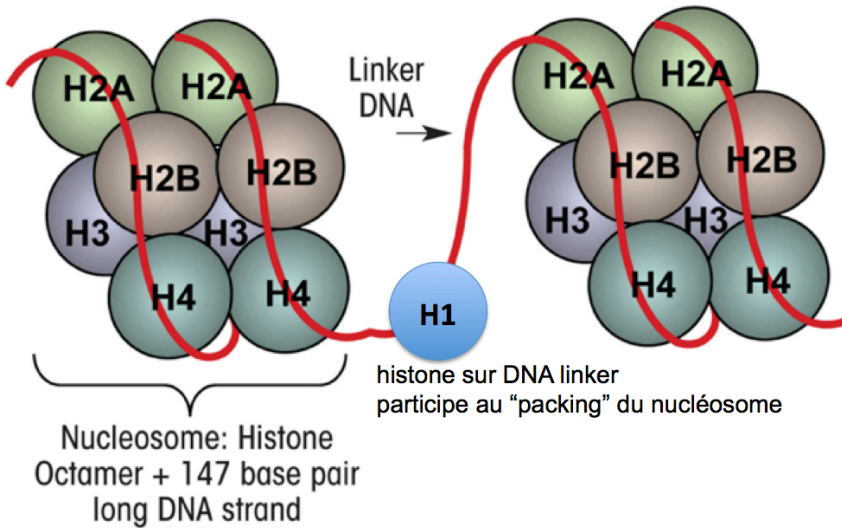 H2A
H2A
H2B
H2B
H3
H3
H4
H4
Linker
DNA
H2A
H2A
H2B
H2B
H3
H3
H4
H4
H1
histone sur DNA linker
participe au “packing” du nucléosome
Nucleosome: Histone
Octamer + 147 base pair
long DNA strand